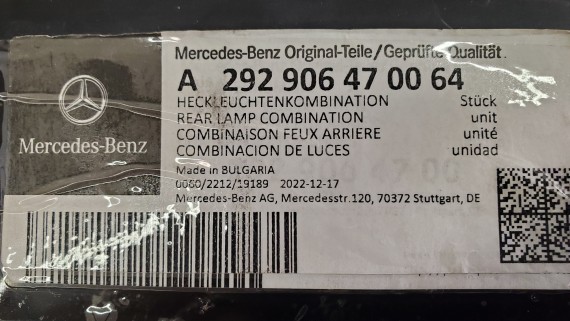 Mercedes-Benz Original-Teile/Geprüfte Qualität.
A 292 906 47 00 64
HECKLEUCHTENKOMBINATION Stück
REAR LAMP COMBINATION unit
COMBINAISON FEUX ARRIERE unité
COMBINACION DE LUCES unidad
Mercedes-Benz
Made in BULGARIA
0060/2212/19189 2022-12-17
Mercedes-Benz AG, Mercedesstr.120, 70372 Stuttgart, DE